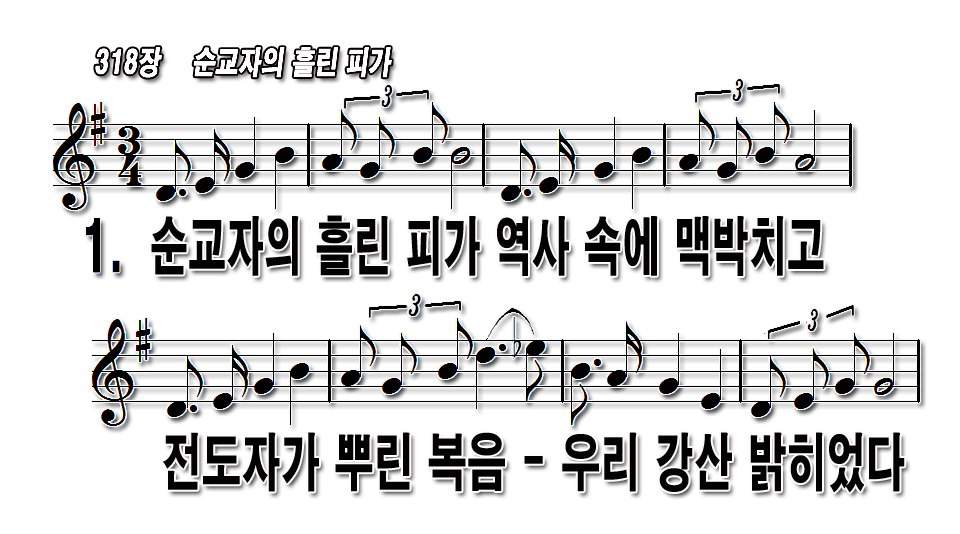 318장 순교자의 흘린 피가
3 3
3/4
1. 순교자의 흘린 피가 역사 속에 맥박치고
3 3
전도자가 뿌린 복음 - 우리 강산 밝히었다